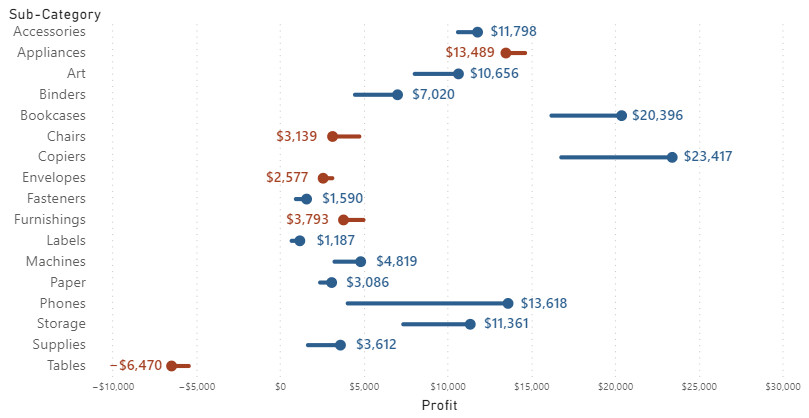 Sub-Category
Accessories $11,798
Appliances $13,489
Art $10,656
Binders $7,020
Bookcases $20,396
Chairs $3,139
Copiers $23,417
Envelopes $2,577
Fasteners $1,590
Furnishings $3,793
Labels $1,187
Machines $4,819
Paper $3,086
Phones $13,618
Storage $11,361
Supplies $3,612
Tables −$6,470
−$10,000 −$5,000 $0 $5,000 $10,000 $15,000 $20,000 $25,000 $30,000
Profit